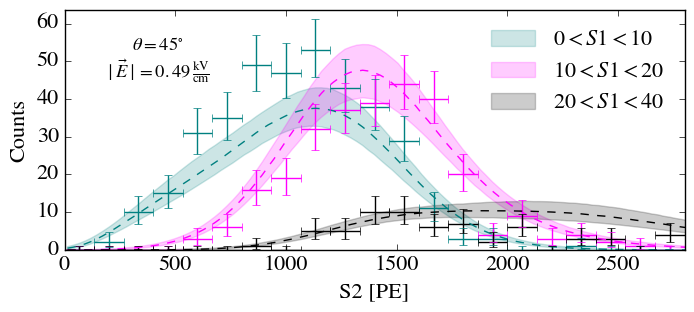 θ = 45°
| E⃗ | = 0.49 kV/cm
0 < S1 < 10
10 < S1 < 20
20 < S1 < 40
Counts
60
50
40
30
20
10
0
0 500 1000 1500 2000 2500
S2 [PE]